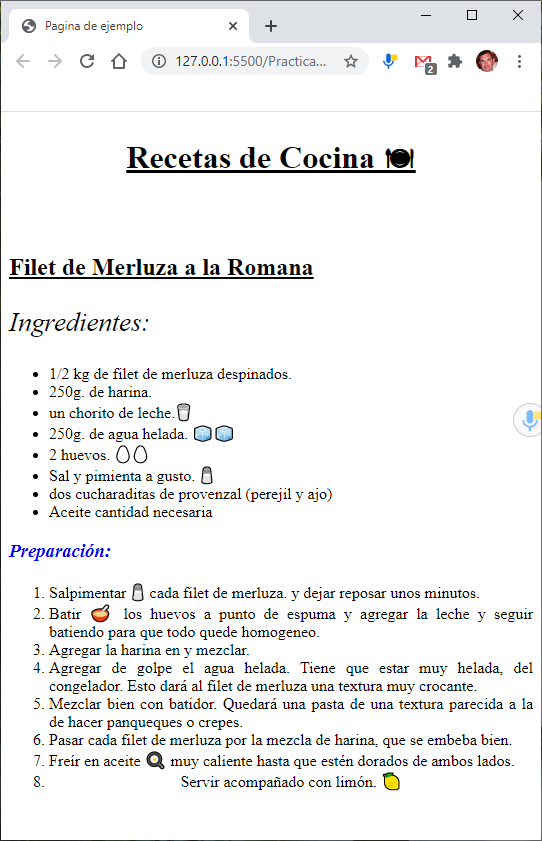 Pagina de ejemplo
127.0.0.1:5500/Practica...
2
Recetas de Cocina 🍽
Filet de Merluza a la Romana
Ingredientes:
• 1/2 kg de filet de merluza despinados.
• 250g. de harina.
• un chorito de leche.🥛
• 250g. de agua helada. 🧊🧊
• 2 huevos. 🥚🥚
• Sal y pimienta a gusto. 🧂
• dos cucharaditas de provenzal (perejil y ajo)
• Aceite cantidad necesaria
Preparación:
1. Salpimentar 🧂 cada filet de merluza. y dejar reposar unos minutos.
2. Batir 🥣 los huevos a punto de espuma y agregar la leche y seguir
batiendo para que todo quede homogeneo.
3. Agregar la harina en y mezclar.
4. Agregar de golpe el agua helada. Tiene que estar muy helada, del
congelador. Esto dará al filet de merluza una textura muy crocante.
5. Mezclar bien con batidor. Quedará una pasta de una textura parecida a la
de hacer panqueques o crepes.
6. Pasar cada filet de merluza por la mezcla de harina, que se embeba bien.
7. Freír en aceite 🍳 muy caliente hasta que estén dorados de ambos lados.
8. Servir acompañado con limón. 🍋